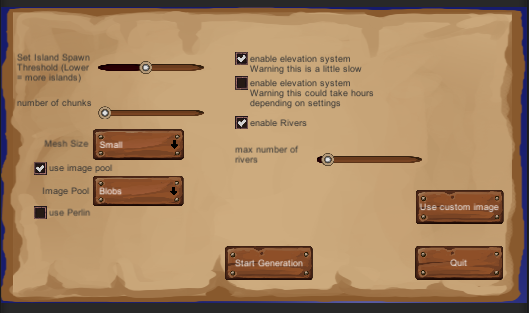 Set Island Spawn
Threshold (Lower
= more islands)
number of chunks
Mesh Size
Small
use image pool
Image Pool
Blobs
use Perlin
enable elevation system
Warning this is a little slow
enable elevation system
Warning this could take hours
depending on settings
enable Rivers
max number of
rivers
Use custom image
Start Generation
Quit